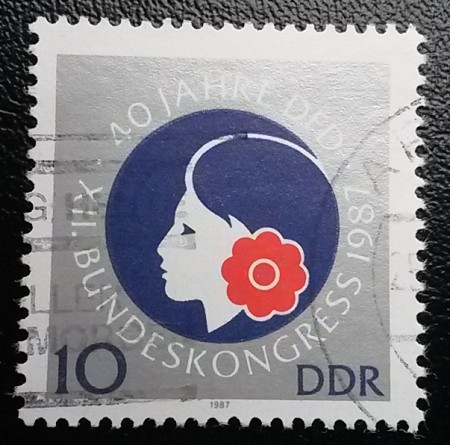 40 JAHRE DFD
XII. BUNDESKONGRESS 1987
10
DDR
1987